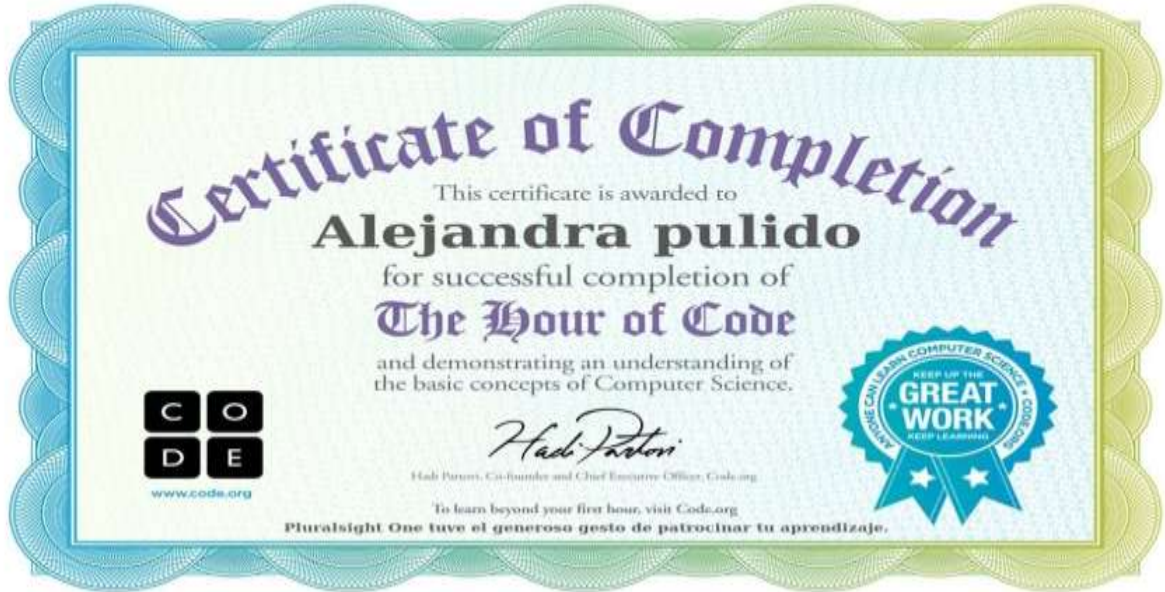 Certificate of Completion
This certificate is awarded to
Alejandra pulido
for successful completion of
The Hour of Code
and demonstrating an understanding of
the basic concepts of Computer Science.
Hadi Partovi
Hadi Partovi, Co-founder and Chief Executive Officer, Code.org
To learn beyond your first hour, visit Code.org
Pluralsight One tuve el generoso gesto de patrocinar tu aprendizaje.
C O
D E
www.code.org
ANYONE CAN LEARN COMPUTER SCIENCE • CODE.ORG
KEEP UP THE
GREAT
WORK
KEEP LEARNING